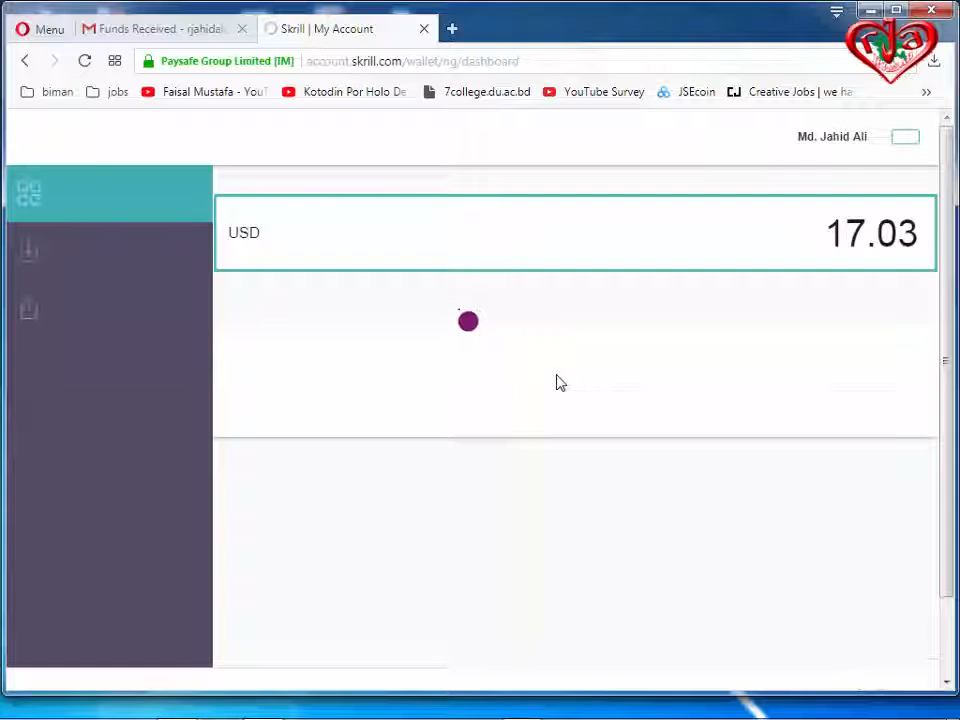 Menu
Funds Received - rjahidal
Skrill | My Account
Paysafe Group Limited [IM]
account.skrill.com/wallet/ng/dashboard
biman
jobs
Faisal Mustafa - YouT
Kotodin Por Holo De
7college.du.ac.bd
YouTube Survey
JSEcoin
CJ
Creative Jobs | we ha
rja
Md. Jahid Ali
USD
17.03